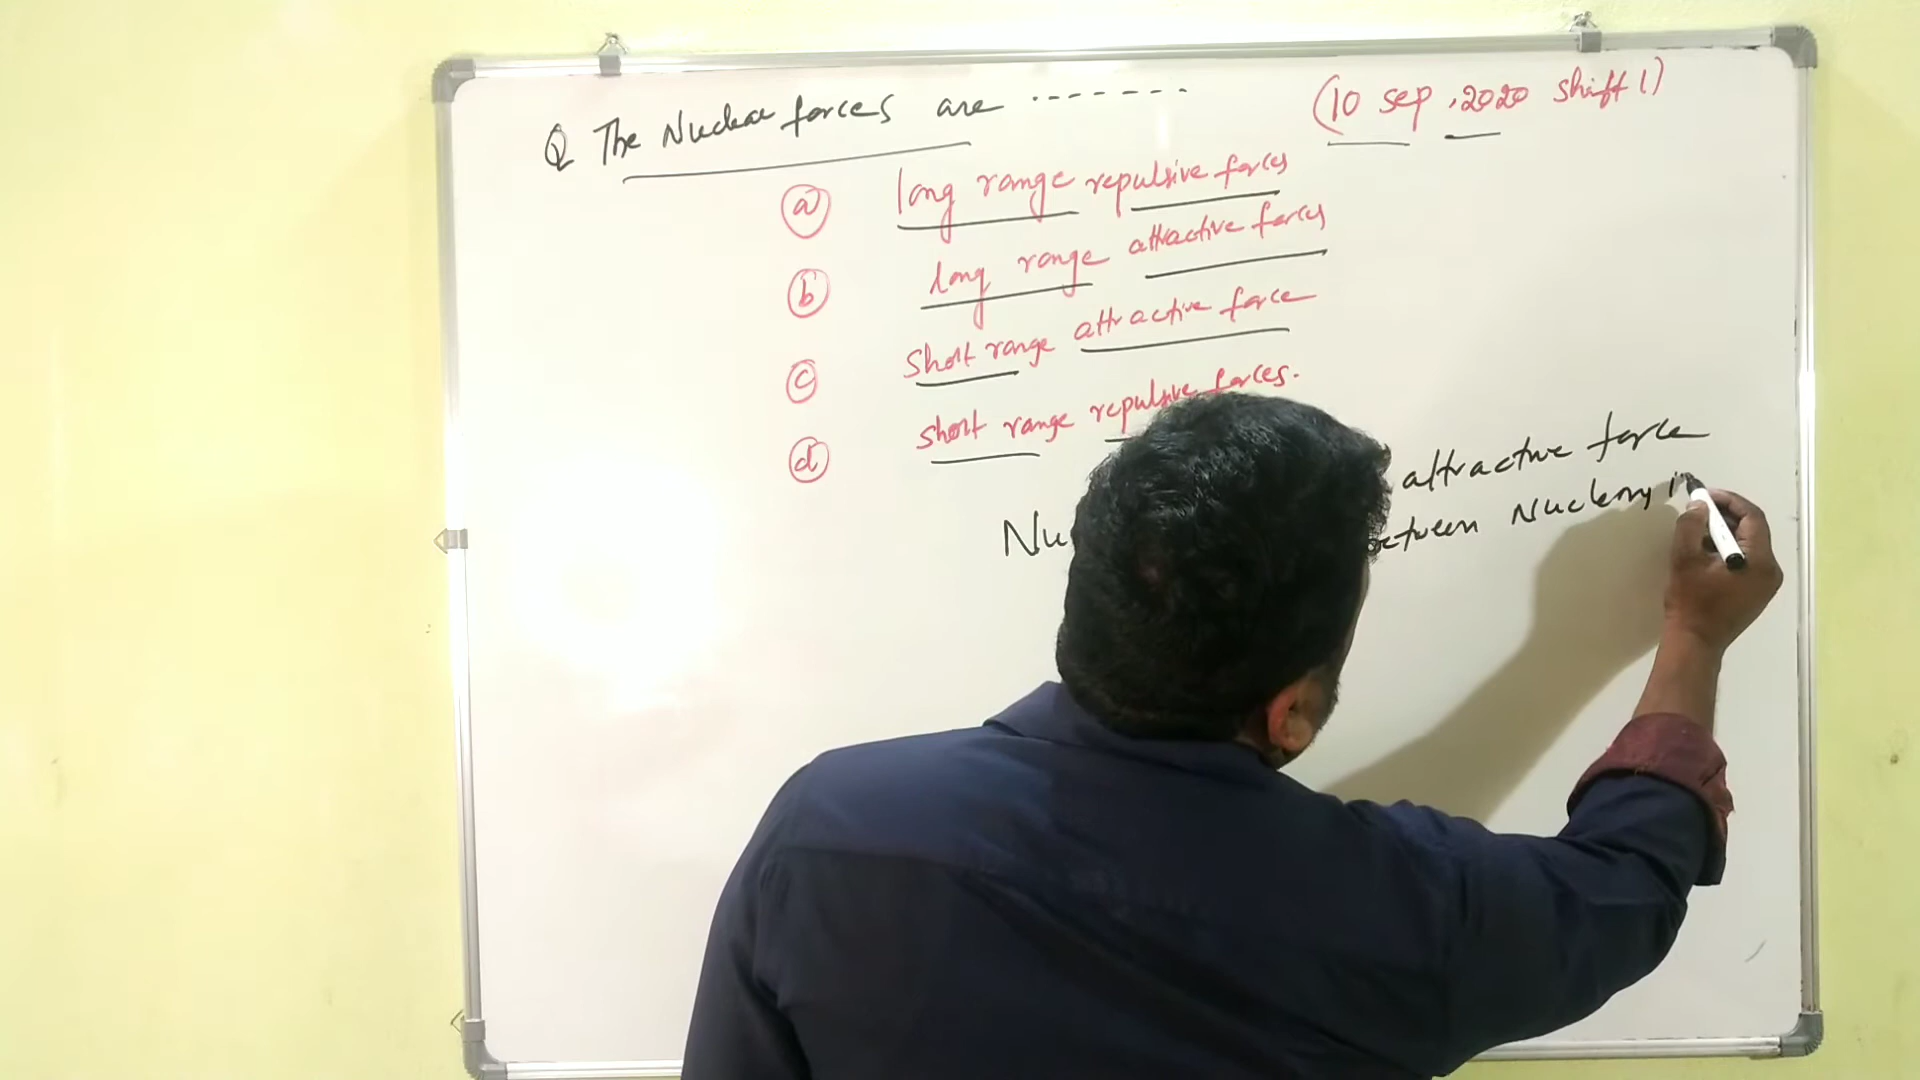 Q The Nuclear forces are -------- (10 sep, 2020 shift 1)
a long range repulsive forces
b long range attractive forces
c Short range attractive force
d short range repulsive forces.
attractive force
between Nucleons